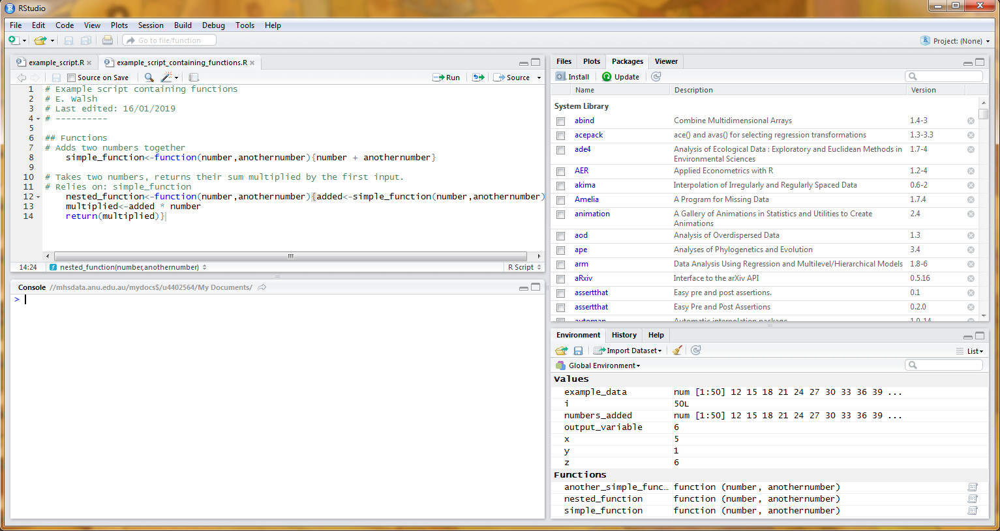 RStudio
File Edit Code View Plots Session Build Debug Tools Help
Go to file/function
Project: (None)
example_script.R
example_script_containing_functions.R
Source on Save
Run
Source
1 # Example script containing functions
2 # E. Walsh
3 # Last edited: 16/01/2019
4 # ----------
5
6 ## Functions
7 # Adds two numbers together
8 simple_function<-function(number,anothernumber){number + anothernumber}
9
10 # Takes two numbers, returns their sum multiplied by the first input.
11 # Relies on: simple_function
12 nested_function<-function(number,anothernumber){added<-simple_function(number,anothernumber)
13 multiplied<-added * number
14 return(multiplied)}
14:24 nested_function(number,anothernumber) R Script
Console //mhsdata.anu.edu.au/mydocs$/u4402564/My Documents/
>
Files Plots Packages Viewer
Install Update
Name Description Version
System Library
abind Combine Multidimensional Arrays 1.4-3
acepack ace() and avas() for selecting regression transformations 1.3-3.3
ade4 Analysis of Ecological Data : Exploratory and Euclidean Methods in 1.7-4
Environmental Sciences
AER Applied Econometrics with R 1.2-4
akima Interpolation of Irregularly and Regularly Spaced Data 0.6-2
Amelia A Program for Missing Data 1.7.4
animation A Gallery of Animations in Statistics and Utilities to Create 2.4
Animations
aod Analysis of Overdispersed Data 1.3
ape Analyses of Phylogenetics and Evolution 3.4
arm Data Analysis Using Regression and Multilevel/Hierarchical Models 1.8-6
aRxiv Interface to the arXiv API 0.5.16
assertthat Easy pre and post assertions. 0.1
assertthat Easy Pre and Post Assertions 0.2.0
automap Automatic interpolation package 1.0-14
Environment History Help
Import Dataset List
Global Environment
Values
example_data num [1:50] 12 15 18 21 24 27 30 33 36 39 ...
i 50L
numbers_added num [1:50] 12 15 18 21 24 27 30 33 36 39 ...
output_variable 6
x 5
y 1
z 6
Functions
another_simple_func… function (number, anothernumber)
nested_function function (number, anothernumber)
simple_function function (number, anothernumber)